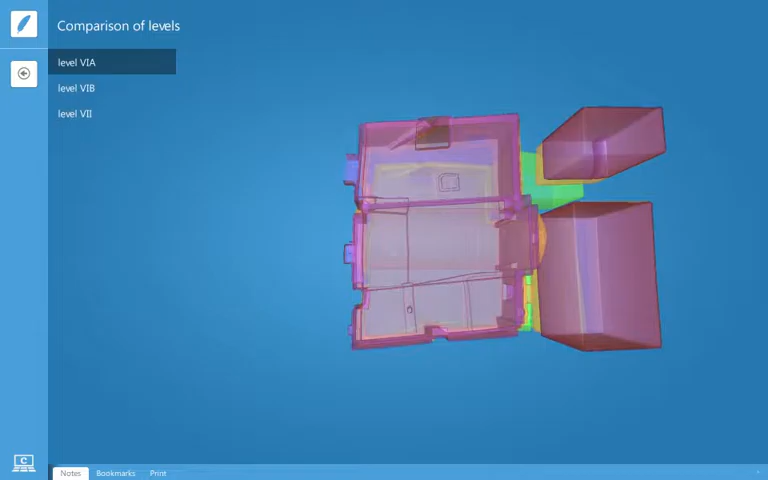 Comparison of levels
level VIA
level VIB
level VII
C
Notes
Bookmarks
Print